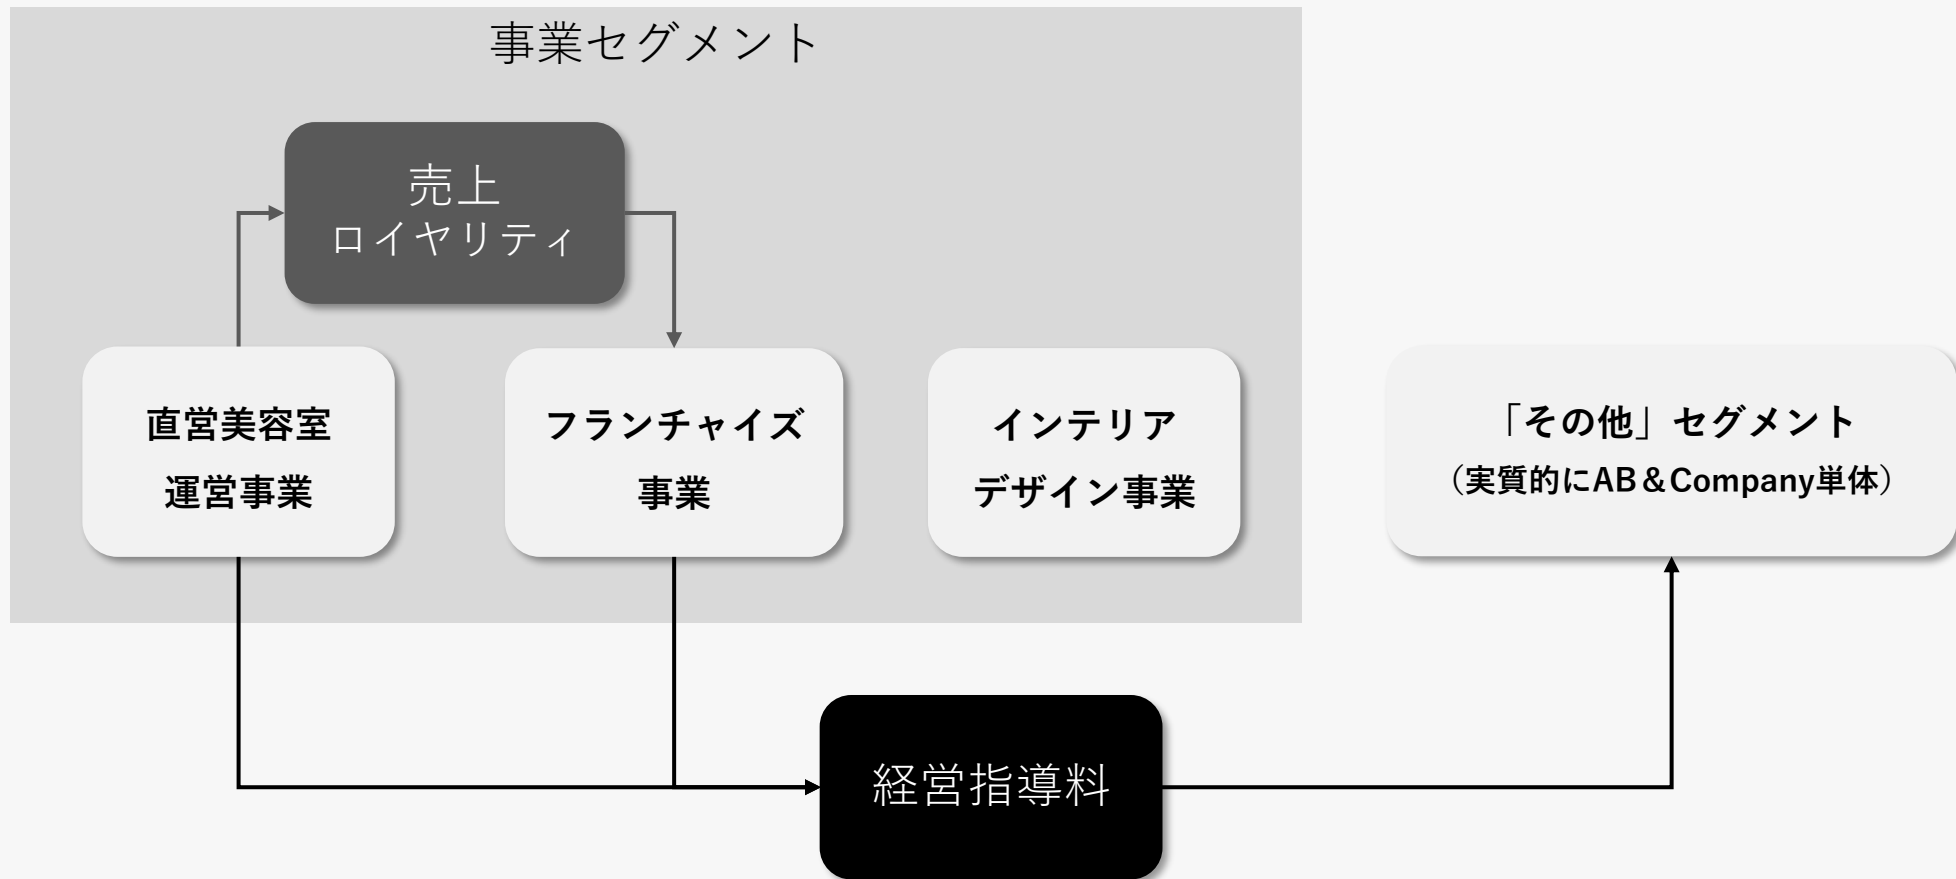 事業セグメント
売上
ロイヤリティ
直営美容室
運営事業
フランチャイズ
事業
インテリア
デザイン事業
「その他」セグメント
（実質的にAB＆Company単体）
経営指導料